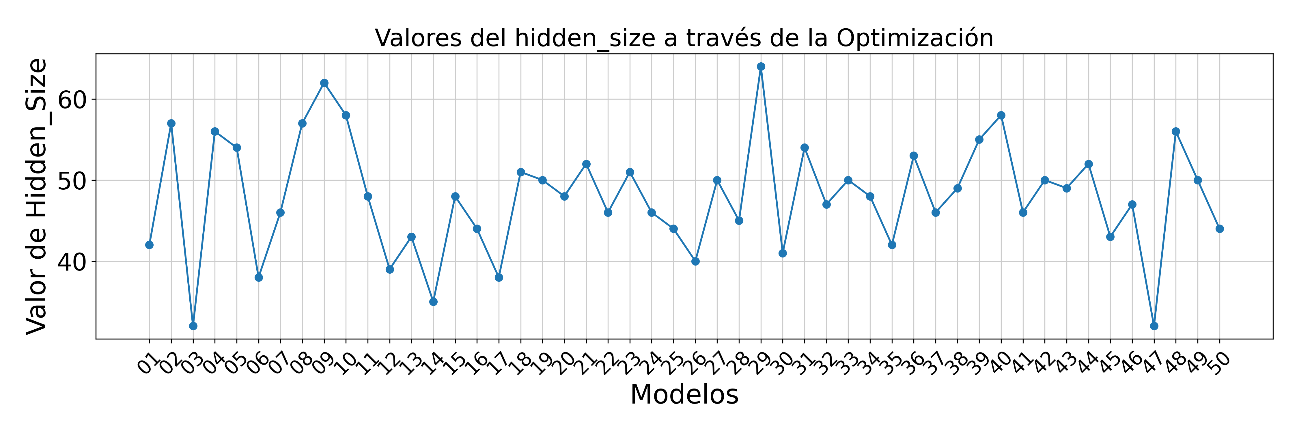 Valores del hidden_size a través de la Optimización
Valor de Hidden_Size
60
50
40
01 02 03 04 05 06 07 08 09 10 11 12 13 14 15 16 17 18 19 20 21 22 23 24 25 26 27 28 29 30 31 32 33 34 35 36 37 38 39 40 41 42 43 44 45 46 47 48 49 50
Modelos